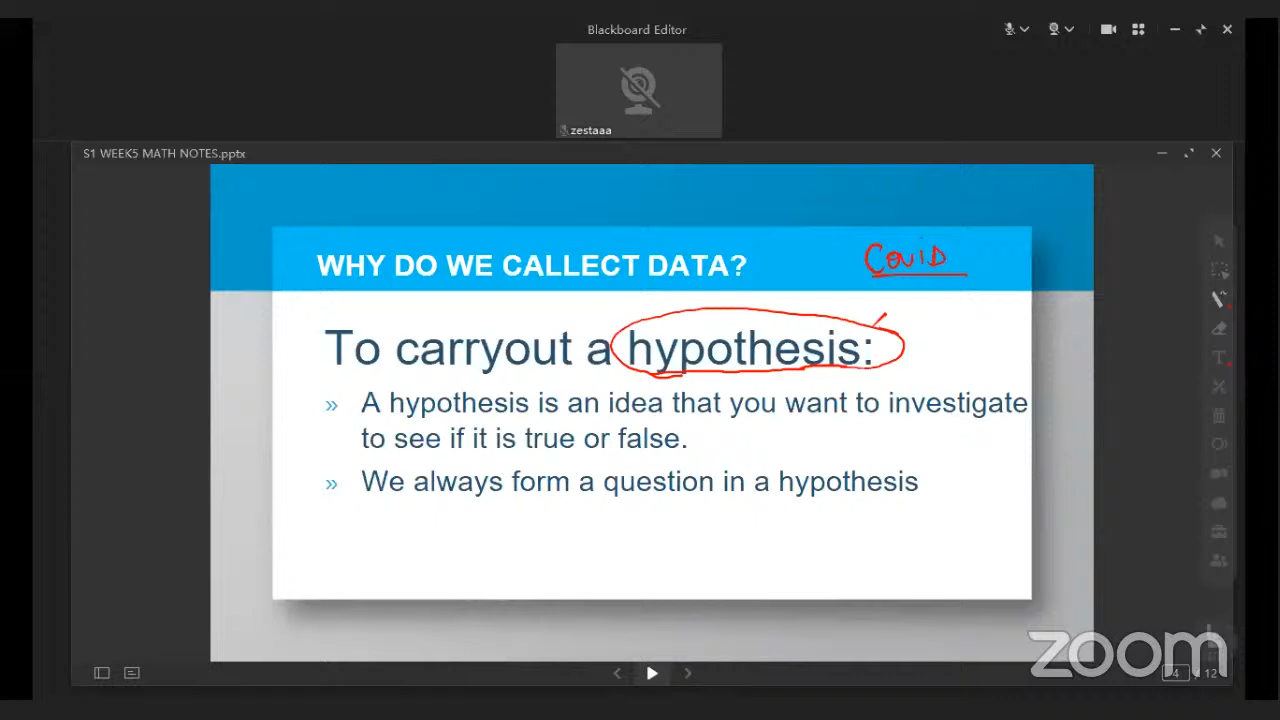 Blackboard Editor
zestaaa
S1 WEEK5 MATH NOTES.pptx
WHY DO WE CALLECT DATA?
Covid
To carryout a hypothesis:
» A hypothesis is an idea that you want to investigate
to see if it is true or false.
» We always form a question in a hypothesis
zoom
4 / 12